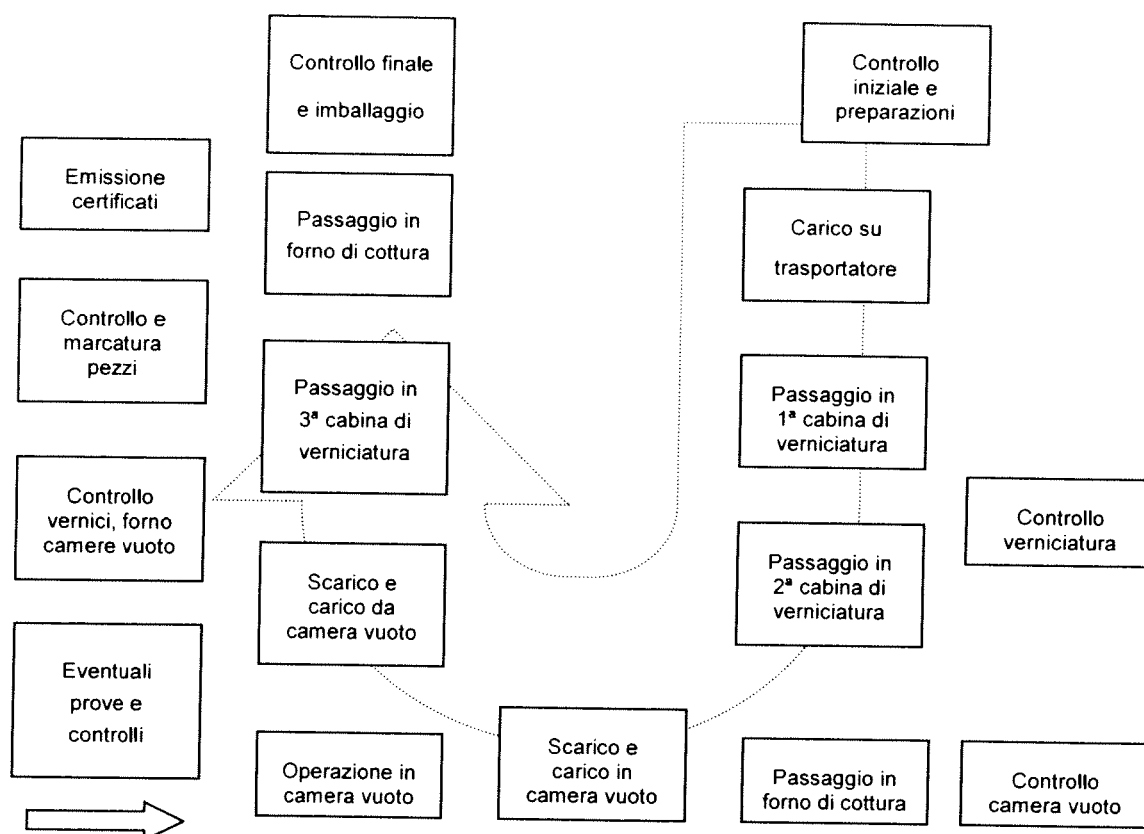 Controllo finale
e imballaggio
Controllo
iniziale e
preparazioni
Emissione
certificati
Passaggio in
forno di cottura
Carico su
trasportatore
Controllo e
marcatura
pezzi
Passaggio in
3ª cabina di
verniciatura
Passaggio in
1ª cabina di
verniciatura
Controllo
vernici, forno
camere vuoto
Scarico e
carico da
camera vuoto
Passaggio in
2ª cabina di
verniciatura
Controllo
verniciatura
Eventuali
prove e
controlli
Operazione in
camera vuoto
Scarico e
carico in
camera vuoto
Passaggio in
forno di cottura
Controllo
camera vuoto